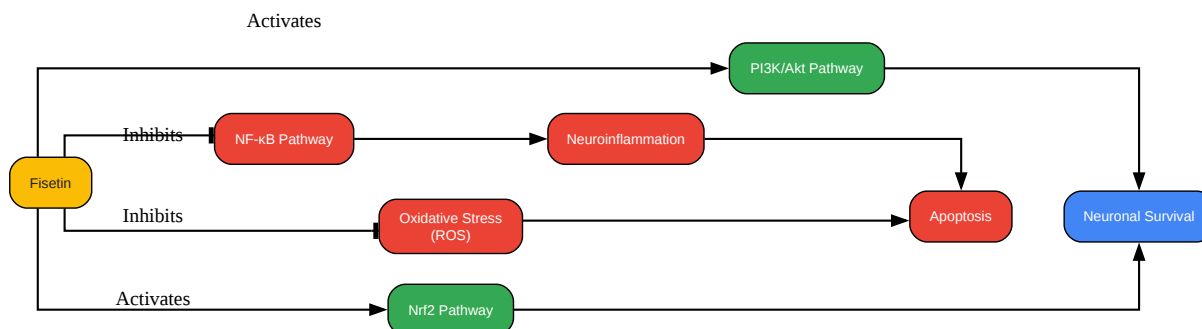 Activates
PI3K/Akt Pathway
Inhibits
NF-κB Pathway
Neuroinflammation
Fisetin
Inhibits
Oxidative Stress
(ROS)
Apoptosis
Neuronal Survival
Activates
Nrf2 Pathway